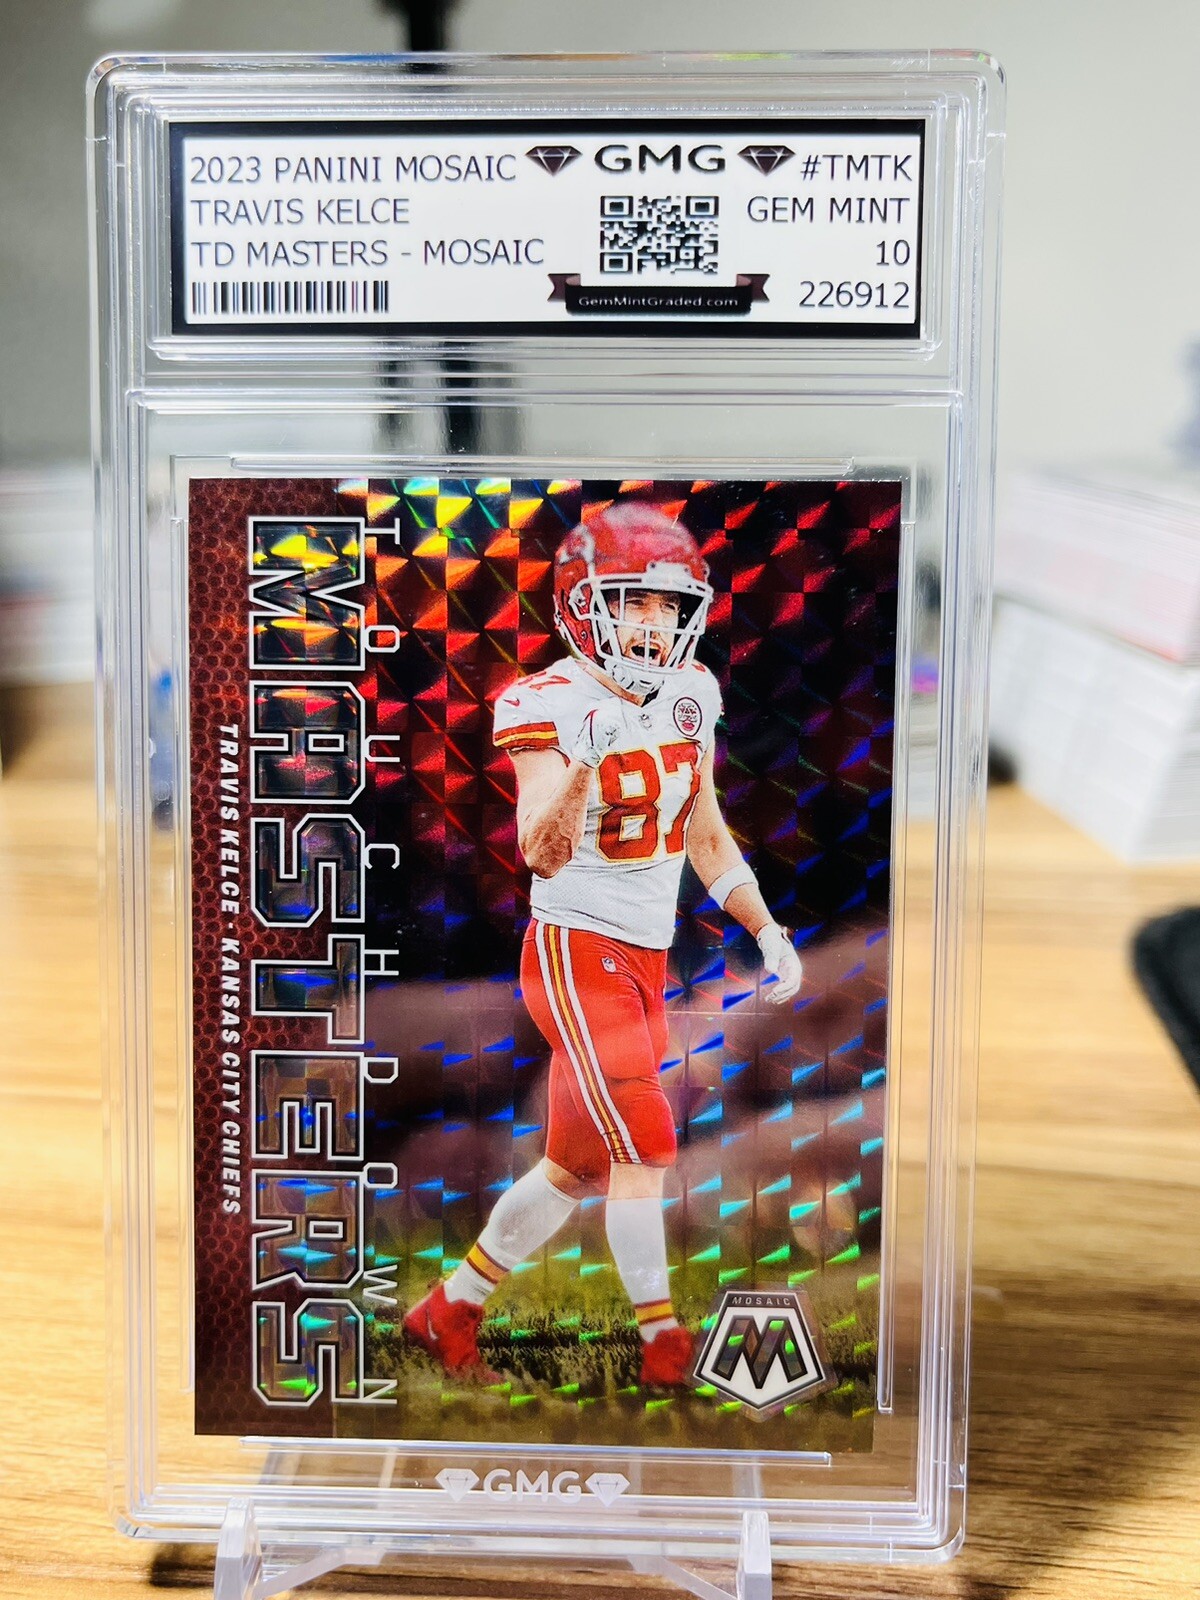 2023 PANINI MOSAIC
TRAVIS KELCE
TD MASTERS - MOSAIC
GMG
GemMintGraded.com
#TMTK
GEM MINT
10
226912
TOUCHDOWN
MASTERS
TRAVIS KELCE · KANSAS CITY CHIEFS
87
87
MOSAIC
M
GMG